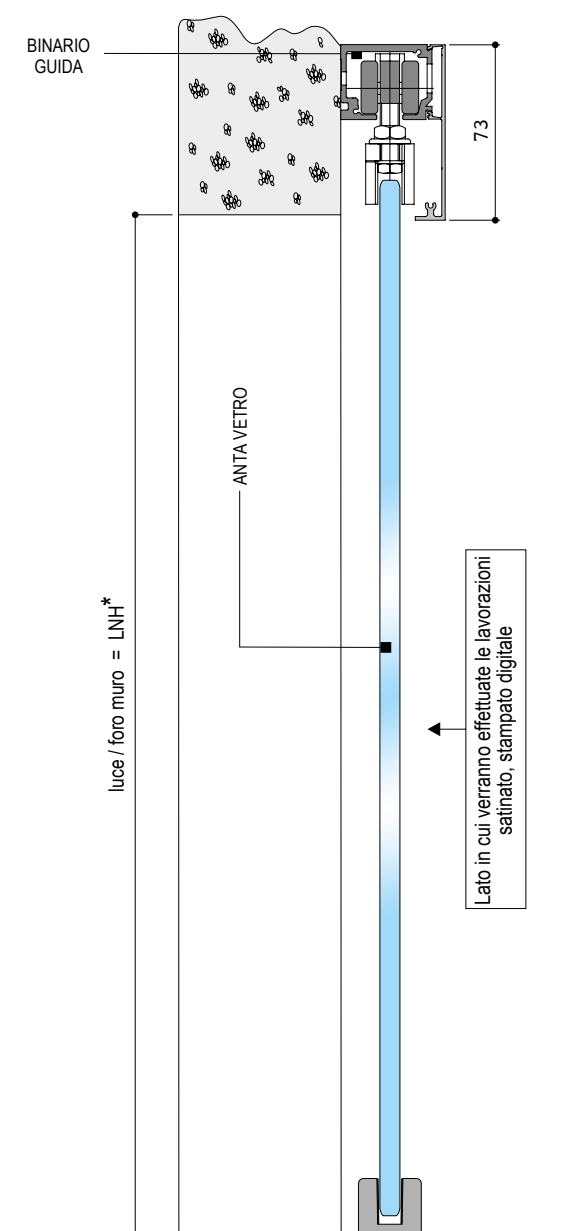 BINARIO
GUIDA
73
ANTA VETRO
luce / foro muro = LNH*
Lato in cui verranno effettuate le lavorazioni
satinato, stampato digitale